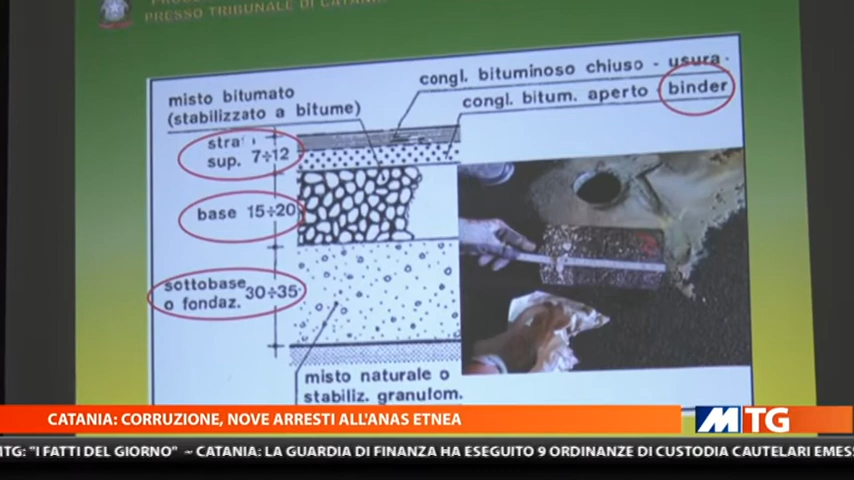 PRESSO TRIBUNALE DI CATANIA
misto bitumato
(stabilizzato a bitume)
congl. bituminoso chiuso - usura -
congl. bitum. aperto - binder
sup. 7÷12
base 15÷20
sottobase
o fondaz. 30÷35
misto naturale o
stabiliz. granulom.
CATANIA: CORRUZIONE, NOVE ARRESTI ALL'ANAS ETNEA
MTG
MTG: "I FATTI DEL GIORNO" ~ CATANIA: LA GUARDIA DI FINANZA HA ESEGUITO 9 ORDINANZE DI CUSTODIA CAUTELARI EMES